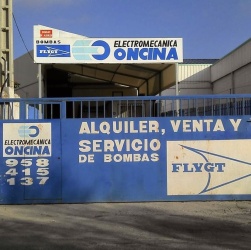 BOMBAS
FLYGT
ELECTROMECANICA
ONCINA
ELECTROMECANICA
ONCINA
958
415
137
ALQUILER, VENTA Y
SERVICIO
DE BOMBAS
FLYGT